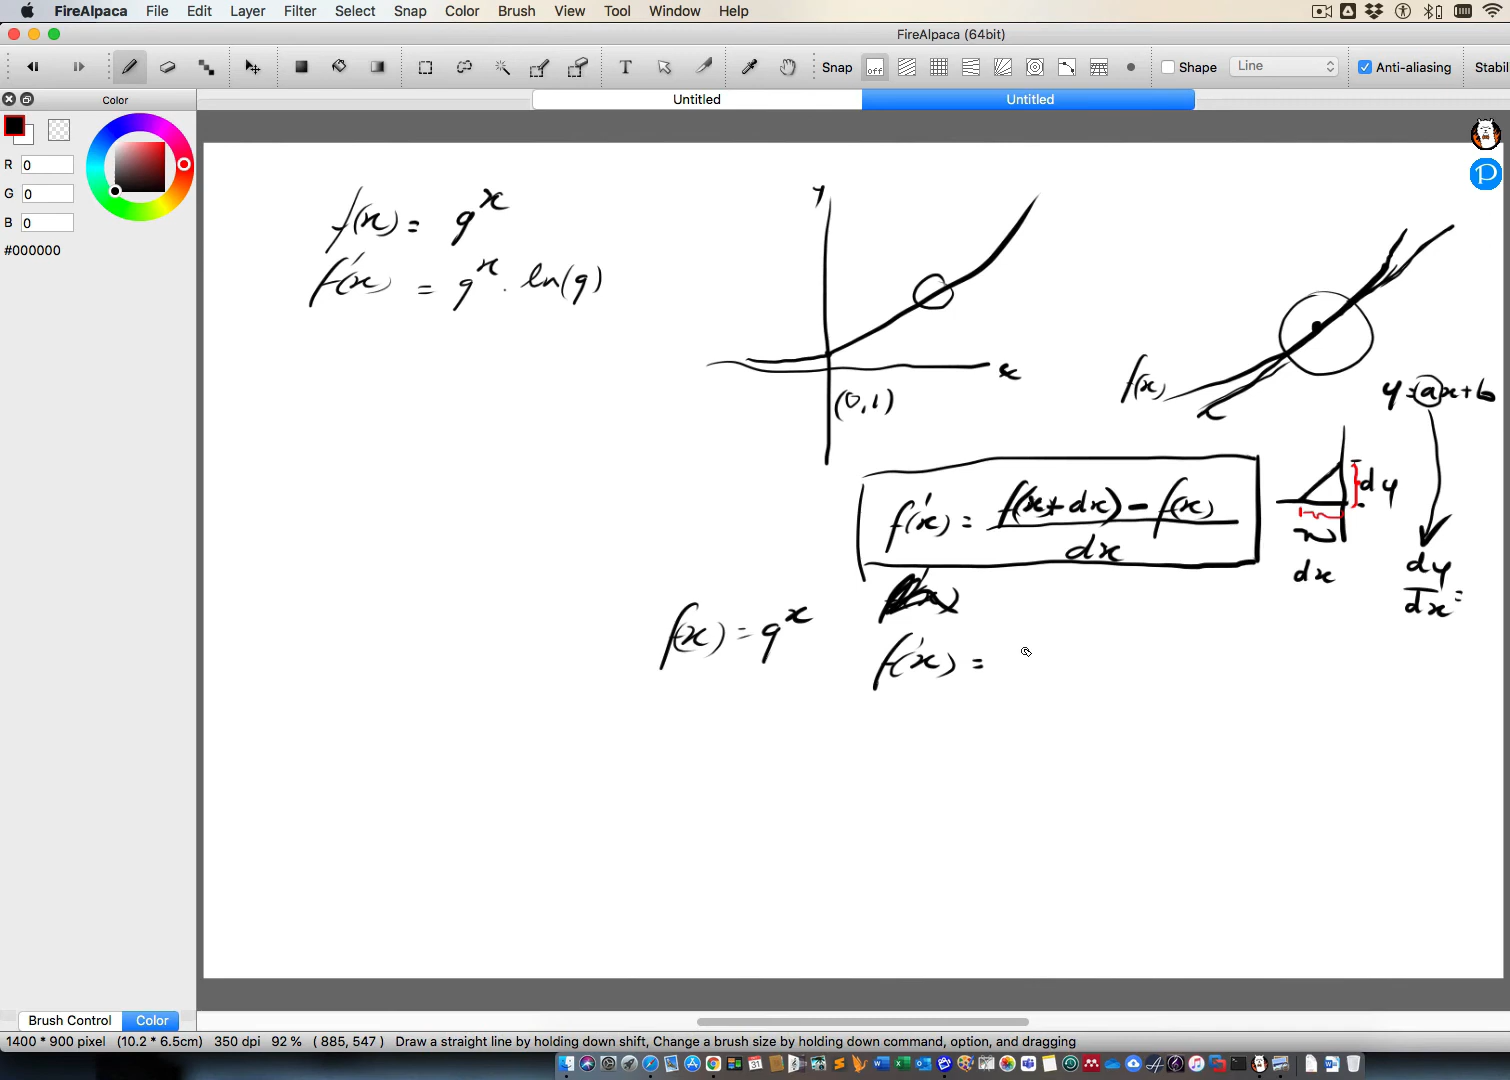 FireAlpaca File Edit Layer Filter Select Snap Color Brush View Tool Window Help
FireAlpaca (64bit)
T Snap off Shape Line Anti-aliasing Stabil
Color
Untitled Untitled
R 0
G 0
B 0
#000000
f(x) = 9^x
f'(x) = 9^x · ln(9)
y
x
(0,1)
f(x)
y=ax+b
f'(x) = f(x+dx) - f(x)
dx
dy
dx
dy
dx =
f(x) = 9^x
f'(x) =
P
Brush Control Color
1400 * 900 pixel (10.2 * 6.5cm) 350 dpi 92 % ( 885, 547 ) Draw a straight line by holding down shift, Change a brush size by holding down command, option, and dragging